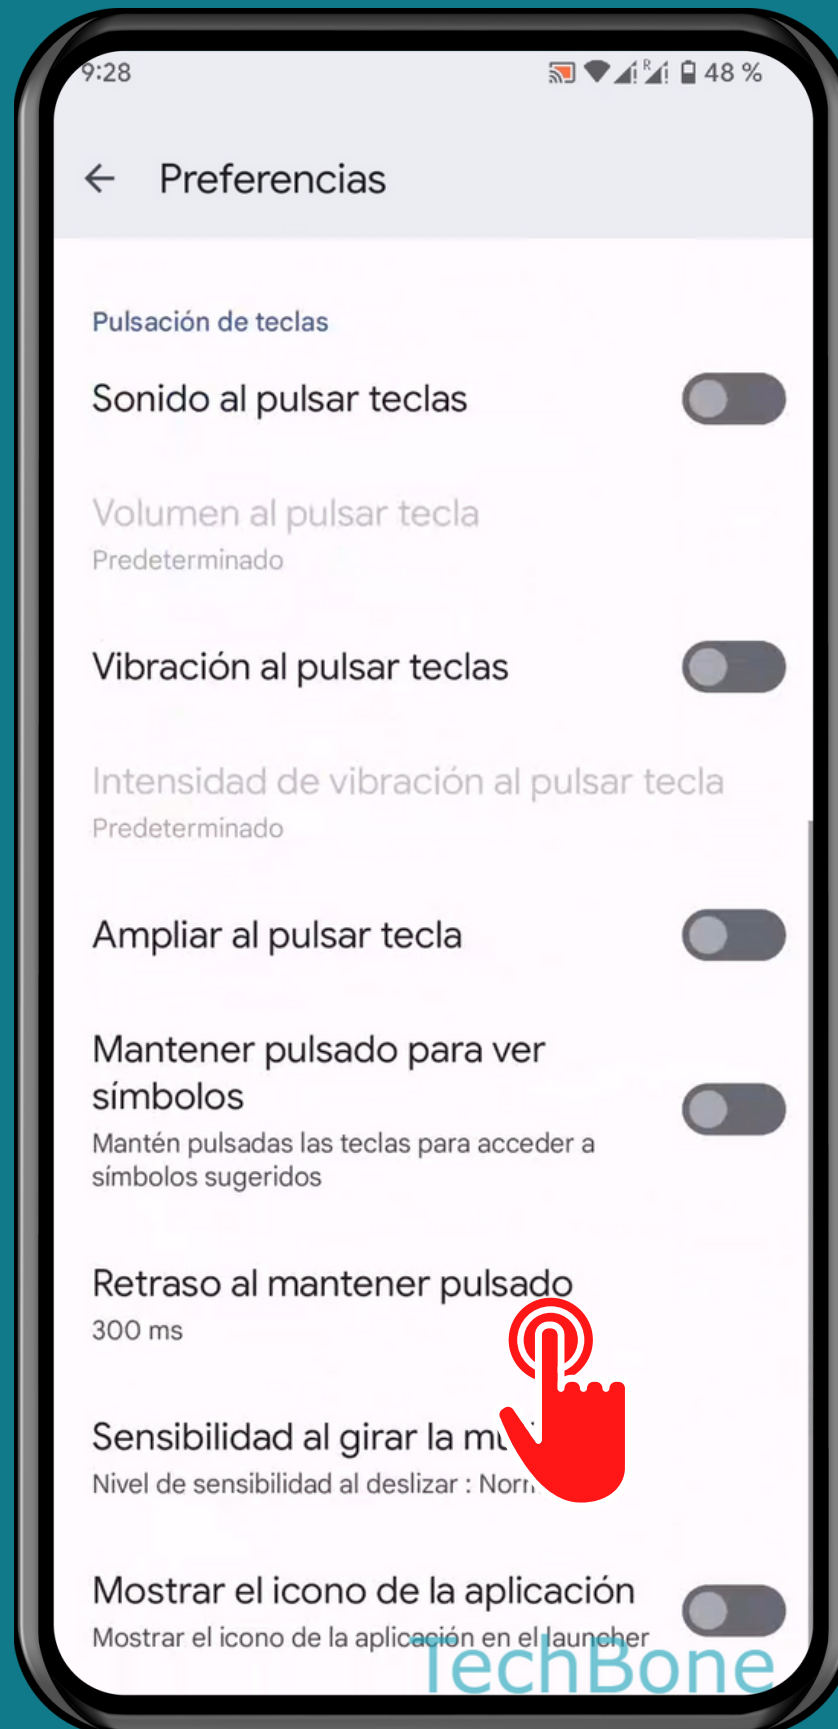 9:28
R
48 %
Preferencias
Pulsación de teclas
Sonido al pulsar teclas
Volumen al pulsar tecla
Predeterminado
Vibración al pulsar teclas
Intensidad de vibración al pulsar tecla
Predeterminado
Ampliar al pulsar tecla
Mantener pulsado para ver
símbolos
Mantén pulsadas las teclas para acceder a
símbolos sugeridos
Retraso al mantener pulsado
300 ms
Sensibilidad al girar la
Nivel de sensibilidad al deslizar :
Mostrar el icono de la aplicación
Mostrar el icono de la aplicación en el launcher
TechBone